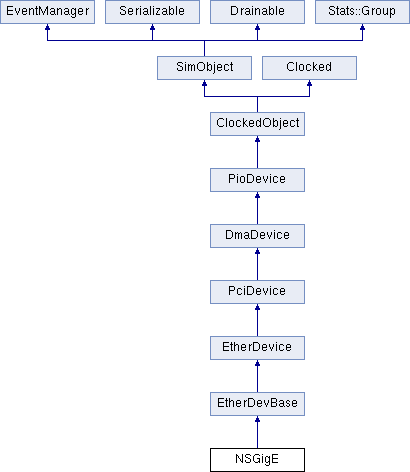 EventManager Serializable Drainable Stats::Group
SimObject Clocked
ClockedObject
PioDevice
DmaDevice
PciDevice
EtherDevice
EtherDevBase
NSGigE